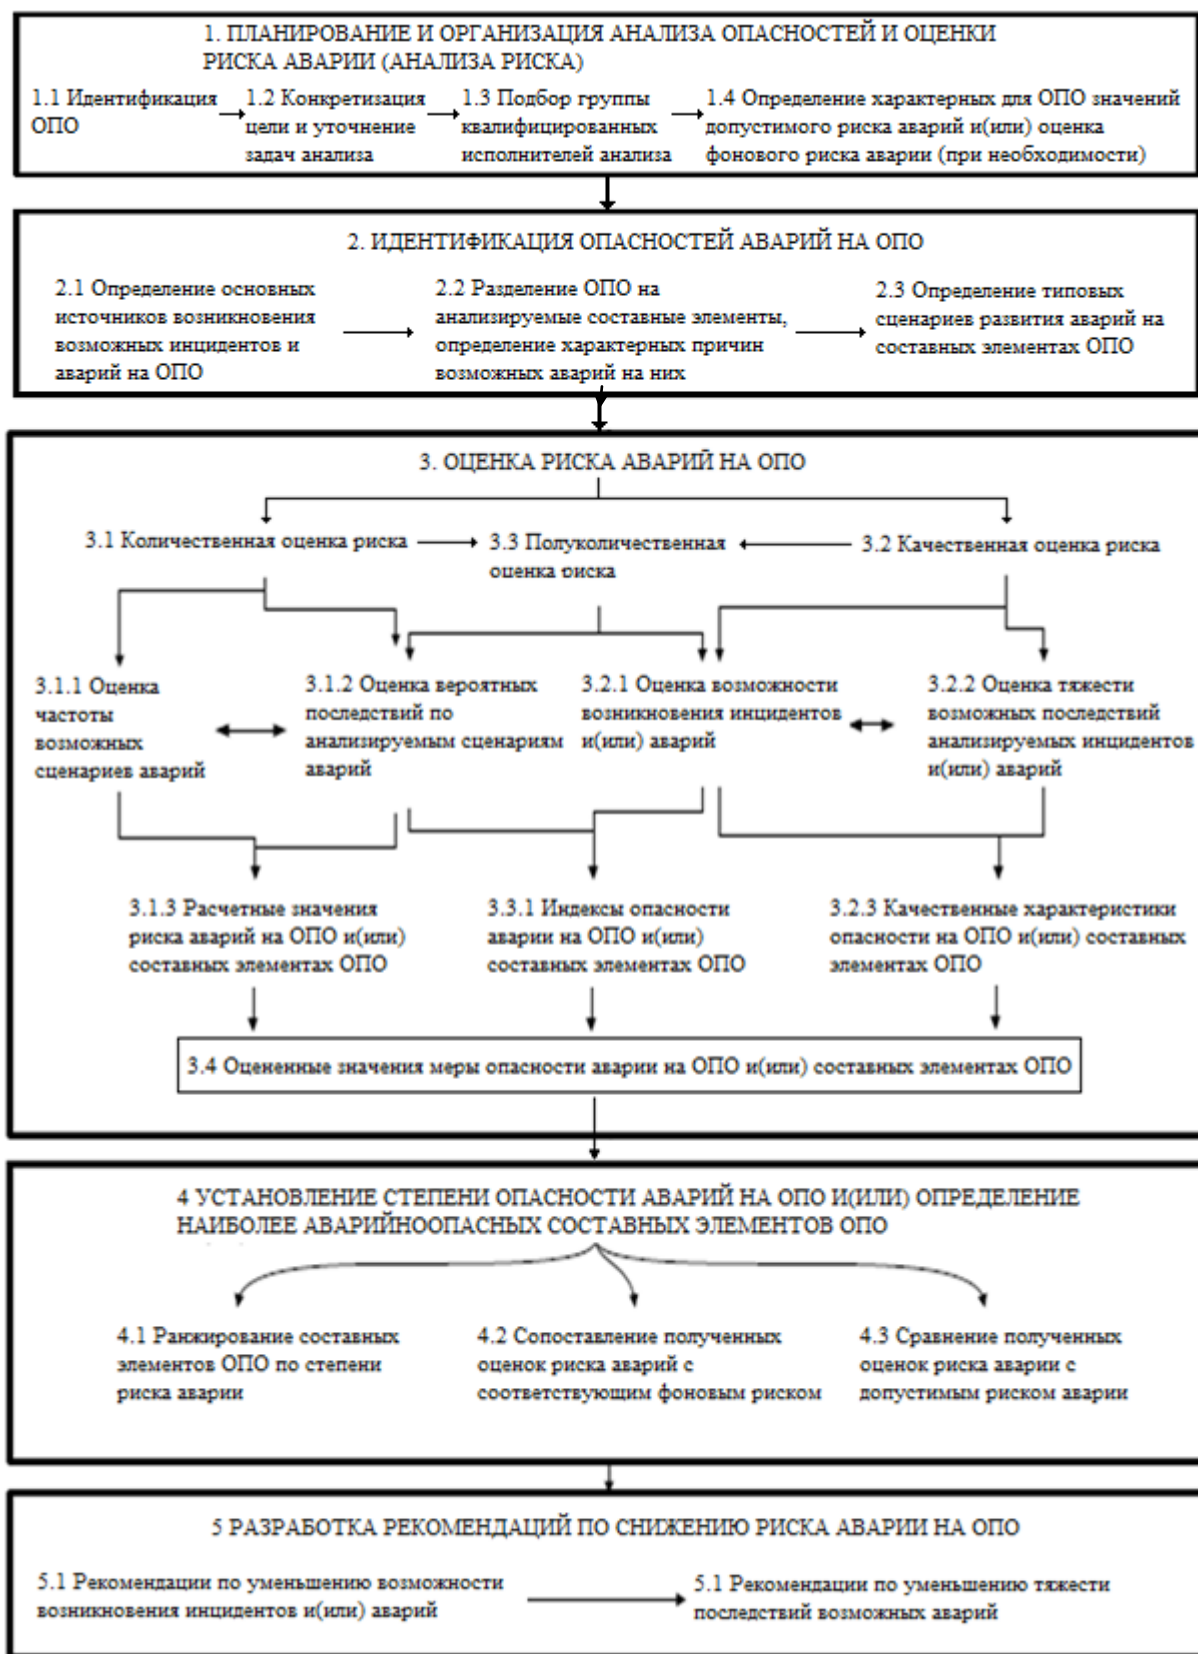 1. ПЛАНИРОВАНИЕ И ОРГАНИЗАЦИЯ АНАЛИЗА ОПАСНОСТЕЙ И ОЦЕНКИ
РИСКА АВАРИИ (АНАЛИЗА РИСКА)
1.1 Идентификация
ОПО
1.2 Конкретизация
цели и уточнение
задач анализа
1.3 Подбор группы
квалифицированных
исполнителей анализа
1.4 Определение характерных для ОПО значений
допустимого риска аварий и(или) оценка
фонового риска аварии (при необходимости)
2. ИДЕНТИФИКАЦИЯ ОПАСНОСТЕЙ АВАРИЙ НА ОПО
2.1 Определение основных
источников возникновения
возможных инцидентов и
аварий на ОПО
2.2 Разделение ОПО на
анализируемые составные элементы,
определение характерных причин
возможных аварий на них
2.3 Определение типовых
сценариев развития аварий на
составных элементах ОПО
3. ОЦЕНКА РИСКА АВАРИЙ НА ОПО
3.1 Количественная оценка риска
3.3 Полуколичественная
оценка риска
3.2 Качественная оценка риска
3.1.1 Оценка
частоты
возможных
сценариев аварий
3.1.2 Оценка вероятных
последствий по
анализируемым сценариям
аварий
3.2.1 Оценка возможности
возникновения инцидентов
и(или) аварий
3.2.2 Оценка тяжести
возможных последствий
анализируемых инцидентов
и(или) аварий
3.1.3 Расчетные значения
риска аварий на ОПО и(или)
составных элементах ОПО
3.3.1 Индексы опасности
аварии на ОПО и(или)
составных элементах ОПО
3.2.3 Качественные характеристики
опасности на ОПО и(или) составных
элементах ОПО
3.4 Оцененные значения меры опасности аварии на ОПО и(или) составных элементах ОПО
4 УСТАНОВЛЕНИЕ СТЕПЕНИ ОПАСНОСТИ АВАРИЙ НА ОПО И(ИЛИ) ОПРЕДЕЛЕНИЕ
НАИБОЛЕЕ АВАРИЙНООПАСНЫХ СОСТАВНЫХ ЭЛЕМЕНТОВ ОПО
4.1 Ранжирование составных
элементов ОПО по степени
риска аварии
4.2 Сопоставление полученных
оценок риска аварий с
соответствующим фоновым риском
4.3 Сравнение полученных
оценок риска аварии с
допустимым риском аварии
5 РАЗРАБОТКА РЕКОМЕНДАЦИЙ ПО СНИЖЕНИЮ РИСКА АВАРИИ НА ОПО
5.1 Рекомендации по уменьшению возможности
возникновения инцидентов и(или) аварий
5.1 Рекомендации по уменьшению тяжести
последствий возможных аварий